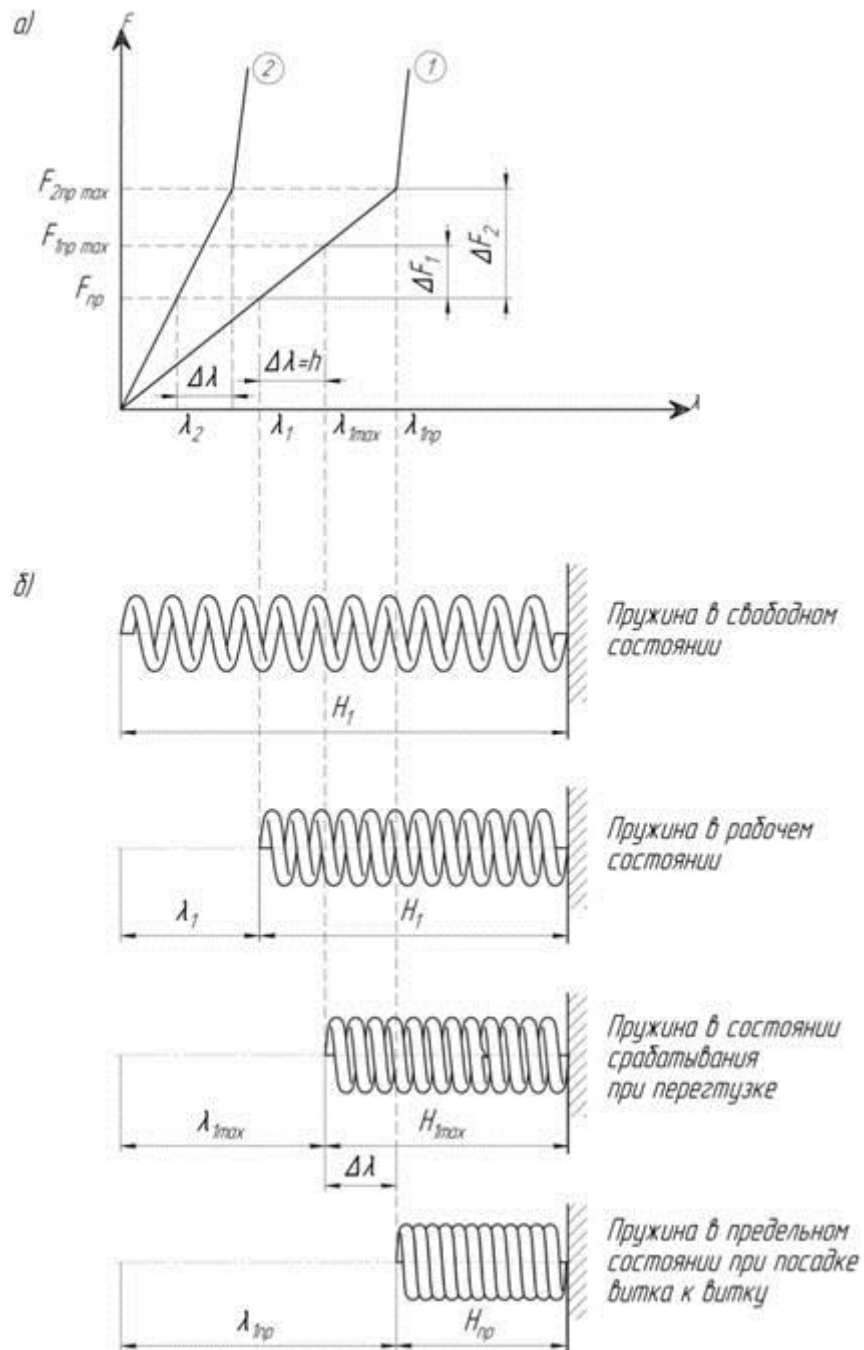 а)
F
2
1
F₂пр max
F₁пр max
Fпр
ΔF₁
ΔF₂
Δλ
Δλ=h
λ₂
λ₁
λ₁max
λ₁пр
λ
б)
Пружина в свободном
состоянии
H₁
Пружина в рабочем
состоянии
λ₁
H₁
Пружина в состоянии
срабатывания
при перегтузке
λ₁max
H₁max
Δλ
Пружина в предельном
состоянии при посадке
витка к витку
λ₁пр
Hпр